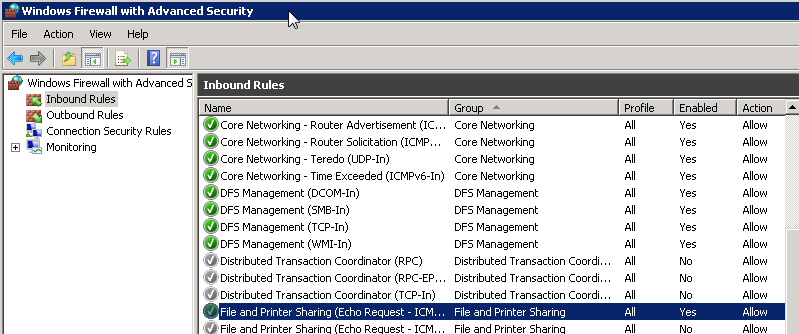 Windows Firewall with Advanced Security
File Action View Help
Windows Firewall with Advanced S
Inbound Rules
Outbound Rules
Connection Security Rules
Monitoring
Inbound Rules
Name Group Profile Enabled Action
Core Networking - Router Advertisement (IC... Core Networking All Yes Allow
Core Networking - Router Solicitation (ICMP... Core Networking All Yes Allow
Core Networking - Teredo (UDP-In) Core Networking All Yes Allow
Core Networking - Time Exceeded (ICMPv6-In) Core Networking All Yes Allow
DFS Management (DCOM-In) DFS Management All Yes Allow
DFS Management (SMB-In) DFS Management All Yes Allow
DFS Management (TCP-In) DFS Management All Yes Allow
DFS Management (WMI-In) DFS Management All Yes Allow
Distributed Transaction Coordinator (RPC) Distributed Transaction Coordi... All No Allow
Distributed Transaction Coordinator (RPC-EP... Distributed Transaction Coordi... All No Allow
Distributed Transaction Coordinator (TCP-In) Distributed Transaction Coordi... All No Allow
File and Printer Sharing (Echo Request - ICM... File and Printer Sharing All Yes Allow
File and Printer Sharing (Echo Request - ICM... File and Printer Sharing All No Allow